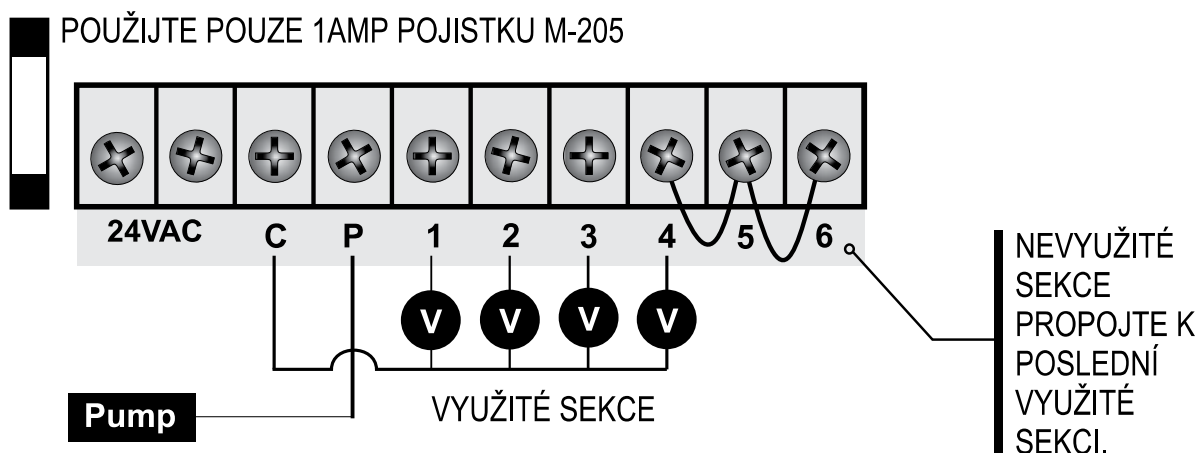 POUŽIJTE POUZE 1AMP POJISTKU M-205
24VAC C P 1 2 3 4 5 6
V V V V
Pump
VYUŽITÉ SEKCE
NEVYUŽITÉ
SEKCE
PROPOJTE K
POSLEDNÍ
VYUŽITÉ
SEKCI.